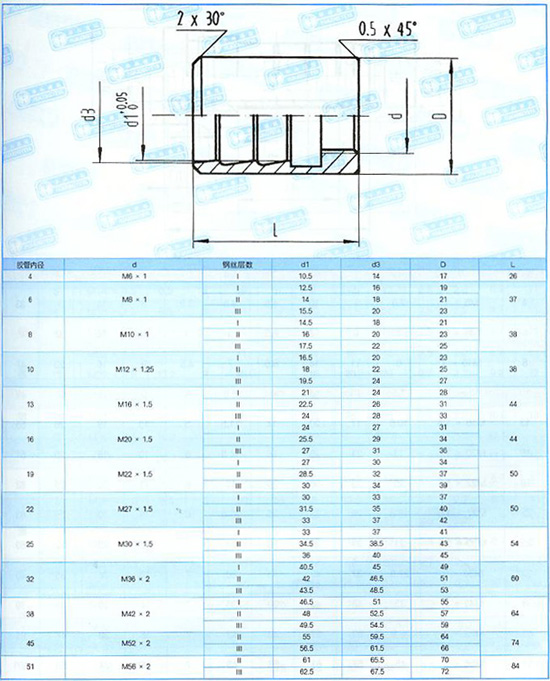 2 x 30°
0.5 x 45°
d3
d1 +0.05 0
d
D
L
胶管内径 d 钢丝层数 d1 d3 D L
4 M6 × 1 I 10.5 14 17 26
6 M8 × 1 I 12.5 16 19 37
II 14 18 21
III 15.5 20 23
8 M10 × 1 I 14.5 18 21 38
II 16 20 23
III 17.5 22 25
10 M12 × 1.25 I 16.5 20 23 38
II 18 22 25
III 19.5 24 27
13 M16 × 1.5 I 21 24 28 44
II 22.5 26 31
III 24 28 33
16 M20 × 1.5 I 24 27 31 44
II 25.5 29 34
III 27 31 36
19 M22 × 1.5 I 27 30 34 50
II 28.5 32 37
III 30 34 39
22 M27 × 1.5 I 30 33 37 50
II 31.5 35 40
III 33 37 42
25 M30 × 1.5 I 33 37 41 54
II 34.5 38.5 43
III 36 40 45
32 M36 × 2 I 40.5 45 49 60
II 42 46.5 51
III 43.5 48.5 53
38 M42 × 2 I 46.5 51 55 64
II 48 52.5 57
III 49.5 54.5 59
45 M52 × 2 II 55 59.5 64 74
III 56.5 61.5 66
51 M56 × 2 II 61 65.5 70 84
III 62.5 67.5 72